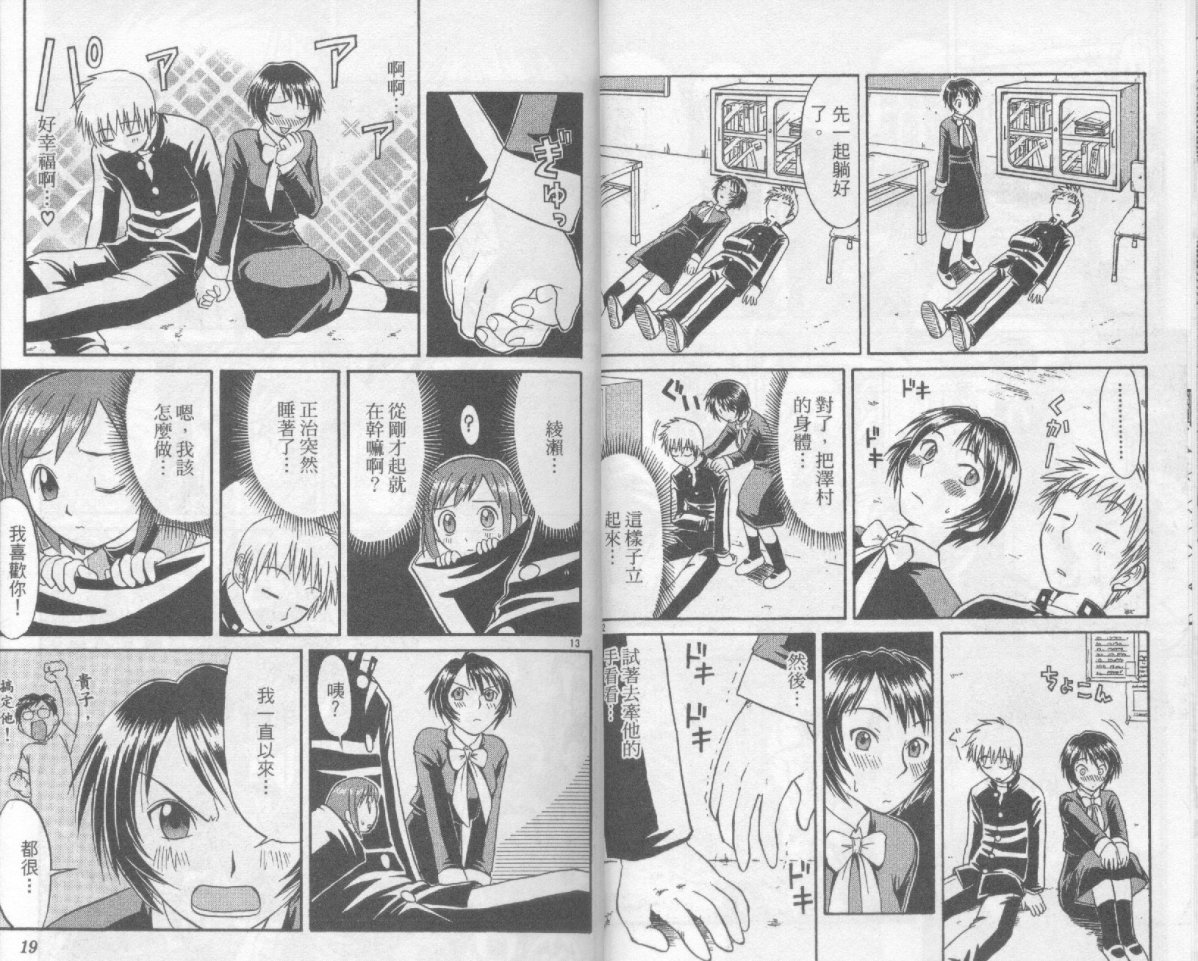 先一起躺好
了。
………
ドキ
ドキ
くかー
對了，把澤村
的身體…
ぐいっ
這樣子立
起來…
ちょこん
然後…
試著去牽他的
手看看…
ドキ
ドキ
ドキ
ぎゅっ
啊啊…
パァァァ
好幸福啊…♥
綾瀨…
?
從剛才起就
在幹嘛啊?
正治突然
睡著了…
嗯，我該
怎麼做…
我喜歡你！
13
咦?
我一直以來…
貴子，
搞定他！
都很…
19